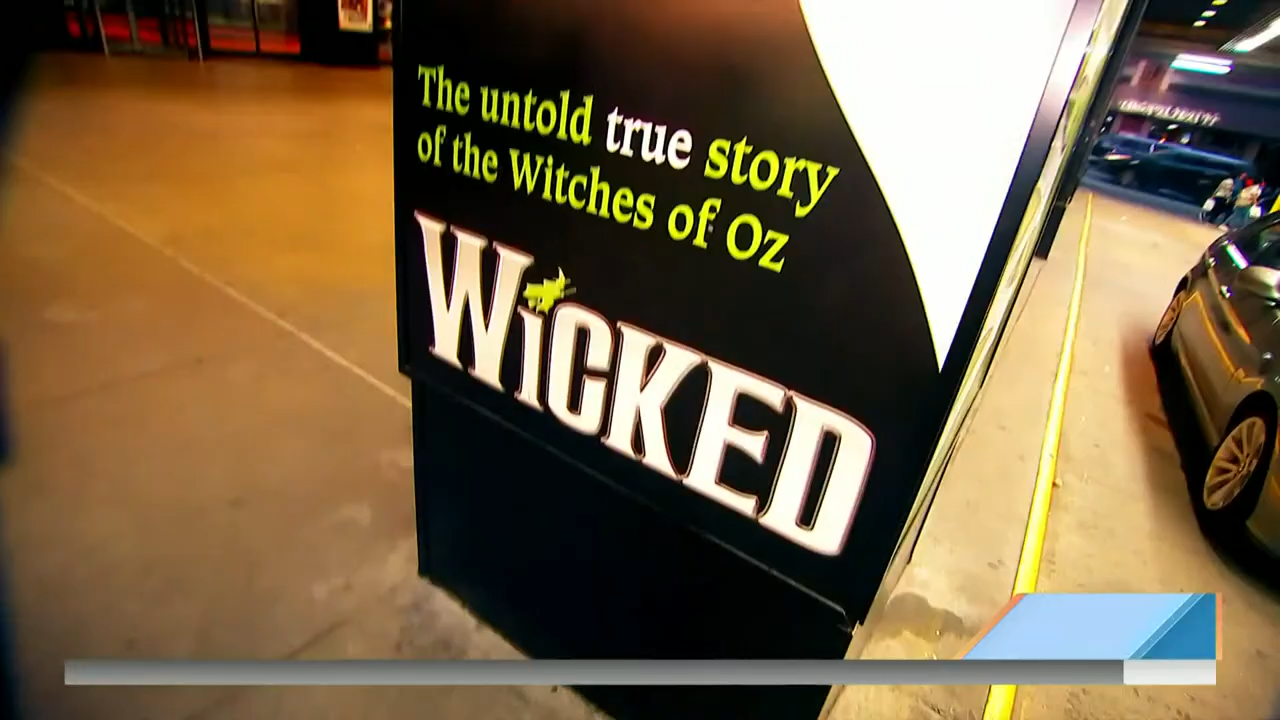 The untold true story
of the Witches of Oz
WiCKED